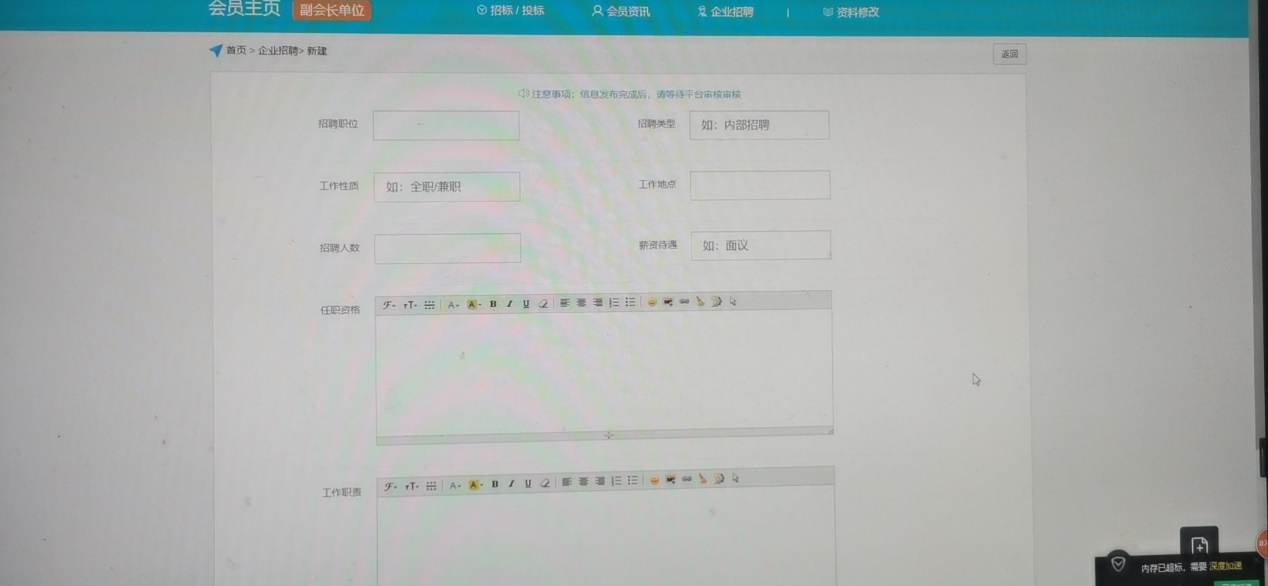 会员主页 副会长单位 招标 / 投标 会员资讯 企业招聘 | 资料修改
首页 > 企业招聘> 新建 返回
注意事项：信息发布完成后，请等待平台审核审核
招聘职位 招聘类型 如：内部招聘
工作性质 如：全职/兼职 工作地点
招聘人数 薪资待遇 如：面议
任职资格
工作职责
内存已超标，需要 深度加速